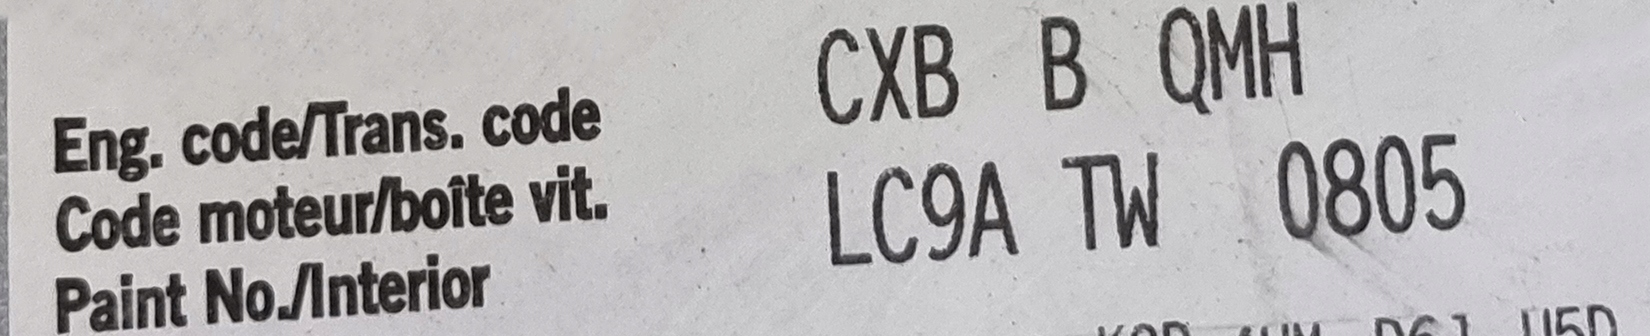 CXB B QMH
Eng. code/Trans. code
Code moteur/boîte vit.
LC9A TW 0805
Paint No./Interior